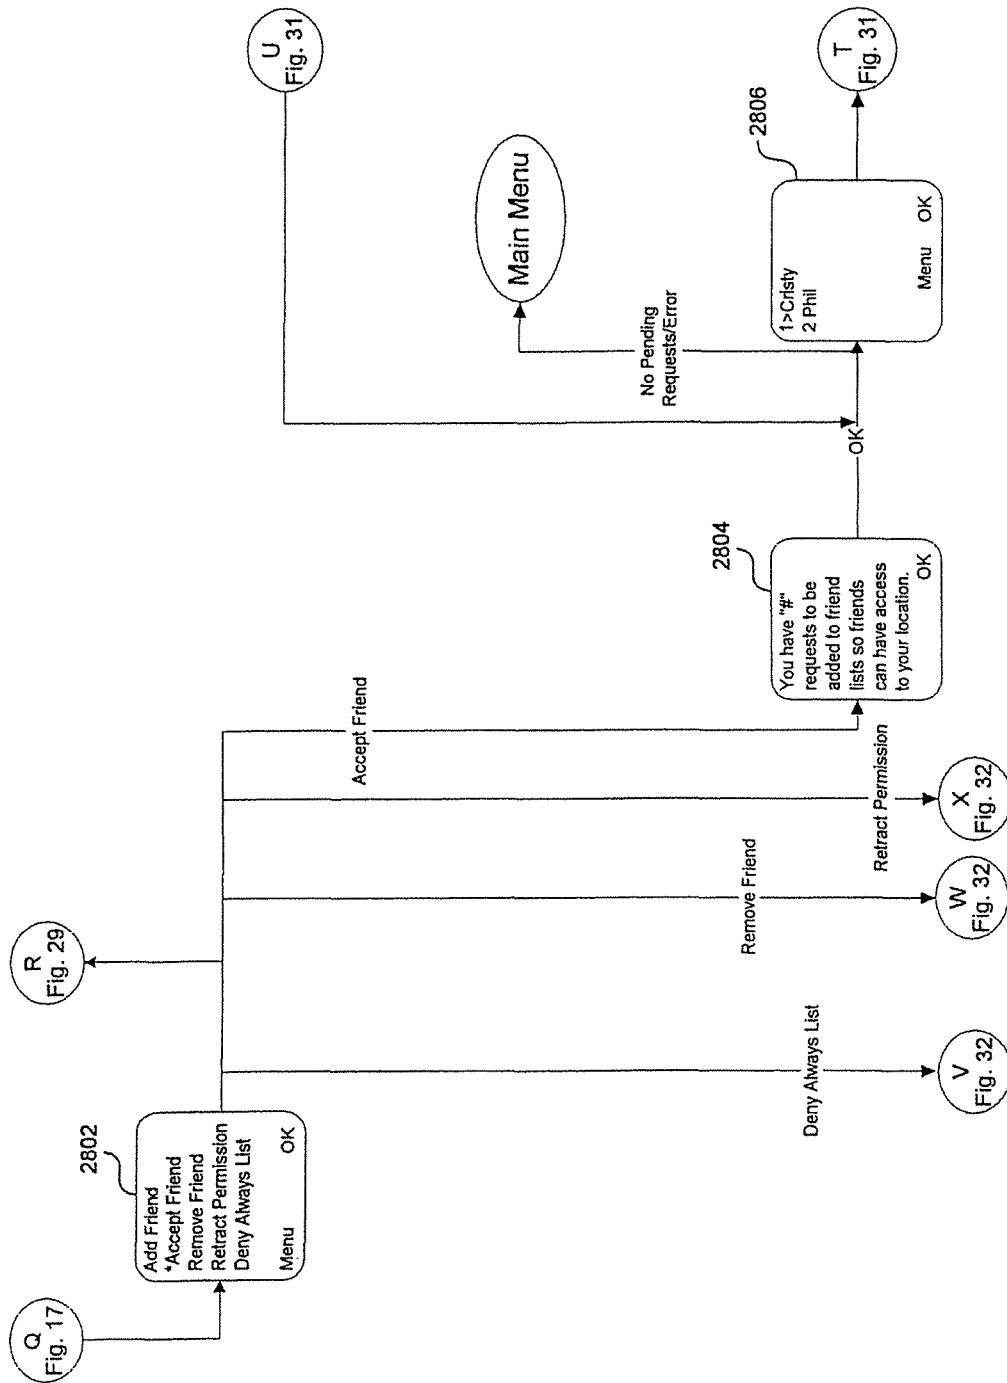 Q
Fig. 17
2802
Add Friend
*Accept Friend
Remove Friend
Retract Permission
Deny Always List
Menu OK
R
Fig. 29
Deny Always List
V
Fig. 32
Remove Friend
W
Fig. 32
Retract Permission
X
Fig. 32
Accept Friend
2804
You have "#"
requests to be
added to friend
lists so friends
can have access
to your location.
OK
OK
No Pending
Requests/Error
Main Menu
U
Fig. 31
2806
1>Cristy
2 Phil
Menu OK
T
Fig. 31